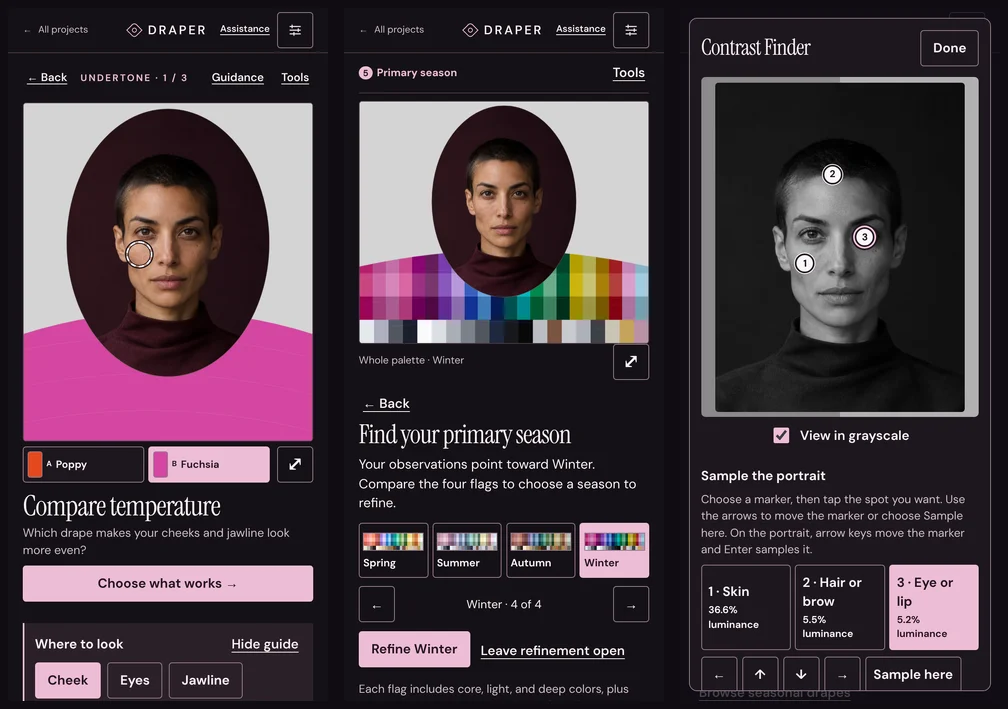 ← All projects
DRAPER
Assistance
← Back
UNDERTONE · 1 / 3
Guidance
Tools
A Poppy
B Fuchsia
Compare temperature
Which drape makes your cheeks and jawline look
more even?
Choose what works →
Where to look
Hide guide
Cheek
Eyes
Jawline
← All projects
DRAPER
Assistance
5 Primary season
Tools
Whole palette · Winter
← Back
Find your primary season
Your observations point toward Winter.
Compare the four flags to choose a season to
refine.
Spring
Summer
Autumn
Winter
←
Winter · 4 of 4
→
Refine Winter
Leave refinement open
Each flag includes core, light, and deep colors, plus
Contrast Finder
Done
2
3
1
View in grayscale
Sample the portrait
Choose a marker, then tap the spot you want. Use
the arrows to move the marker or choose Sample
here. On the portrait, arrow keys move the marker
and Enter samples it.
1 · Skin
36.6%
luminance
2 · Hair or
brow
5.5%
luminance
3 · Eye or
lip
5.2%
luminance
← ↑ ↓ →
Sample here
Browse seasonal drapes